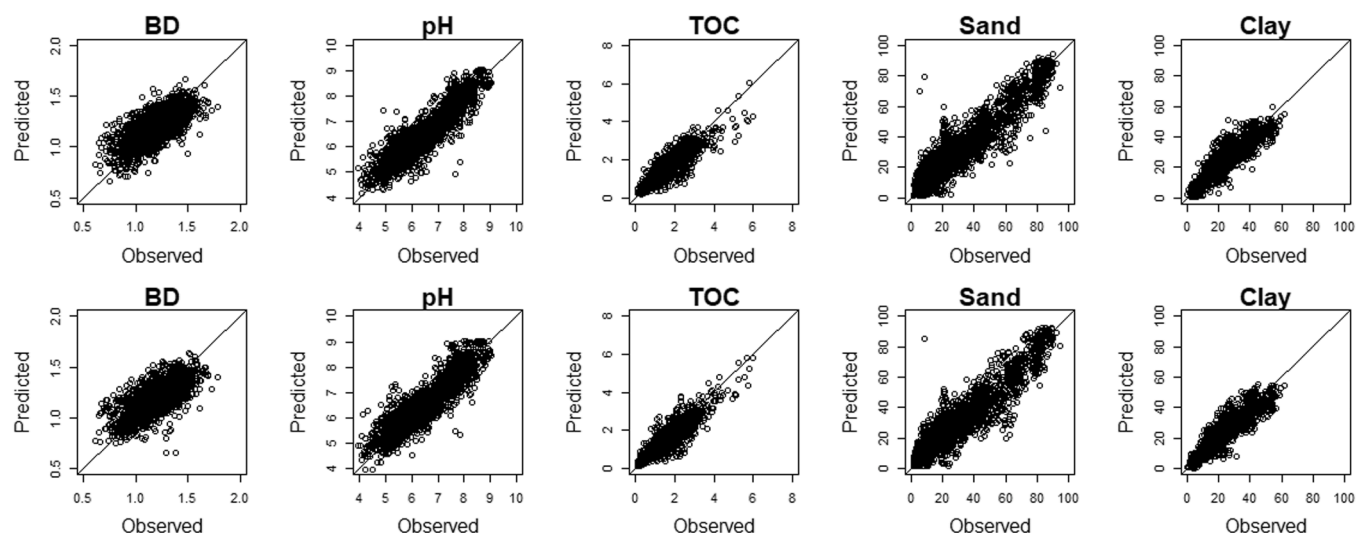 BD pH TOC Sand Clay
2.0 10 8 100 100
9 80 80
1.5 8 6 60 60
Predicted Predicted Predicted Predicted Predicted
7 4 40 40
1.0 6 2 20 20
5
0.5 4 0 0 0
0.5 1.0 1.5 2.0 4 5 6 7 8 9 10 0 2 4 6 8 0 20 40 60 80 100 0 20 40 60 80 100
Observed Observed Observed Observed Observed
BD pH TOC Sand Clay
2.0 10 8 100 100
9 80 80
1.5 8 6 60 60
Predicted Predicted Predicted Predicted Predicted
7 4 40 40
1.0 6 2 20 20
5
0.5 4 0 0 0
0.5 1.0 1.5 2.0 4 5 6 7 8 9 10 0 2 4 6 8 0 20 40 60 80 100 0 20 40 60 80 100
Observed Observed Observed Observed Observed